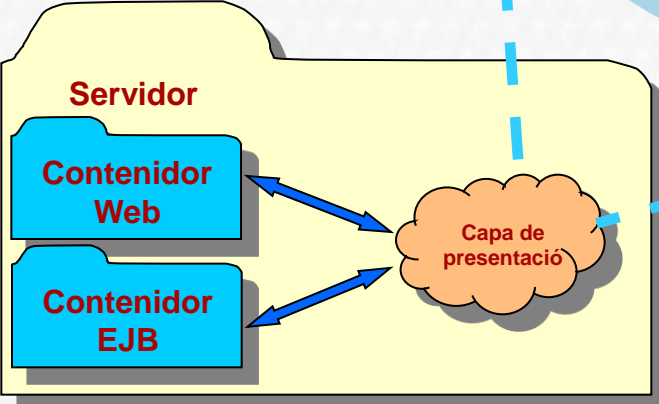 Servidor
Contenidor
Web
Capa de
presentació
Contenidor
EJB